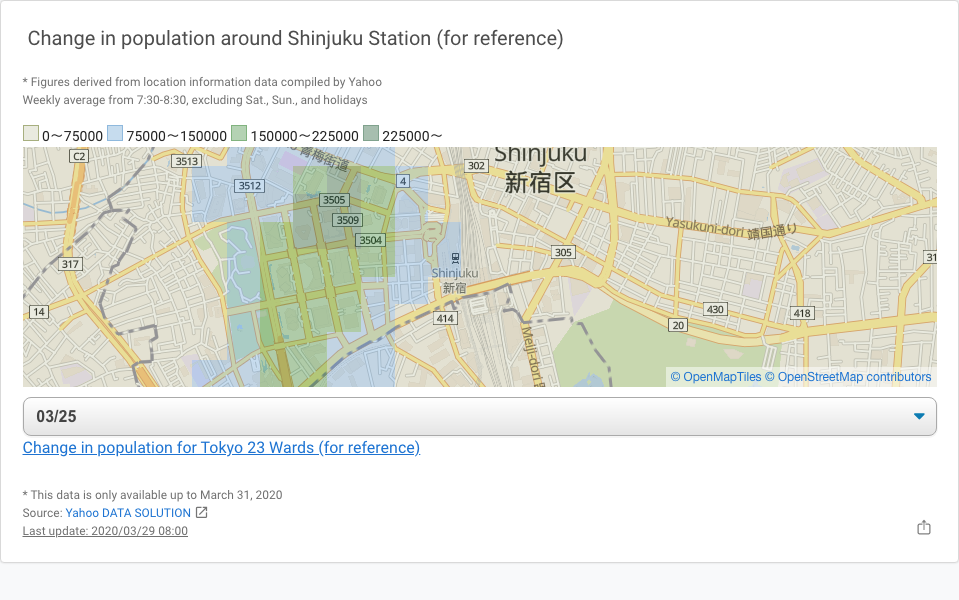 Change in population around Shinjuku Station (for reference)
* Figures derived from location information data compiled by Yahoo
Weekly average from 7:30-8:30, excluding Sat., Sun., and holidays
0～75000 75000～150000 150000～225000 225000～
C2
3513
青梅街道
302
Shinjuku
新宿区
3512
4
3505
3509
3504
Yasukuni-dori 靖国通り
305
31
317
Shinjuku
新宿
14
414
20
430
418
Meiji-dori
© OpenMapTiles © OpenStreetMap contributors
03/25
Change in population for Tokyo 23 Wards (for reference)
* This data is only available up to March 31, 2020
Source: Yahoo DATA SOLUTION
Last update: 2020/03/29 08:00